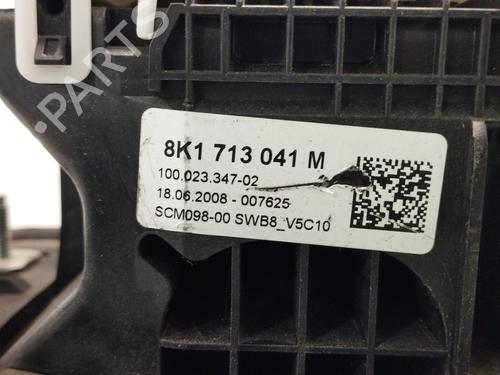 B-PARTS
8K1 713 041 M
100.023.347-02
18.06.2008 - 007625
SCM098-00 SWB8_V5C10